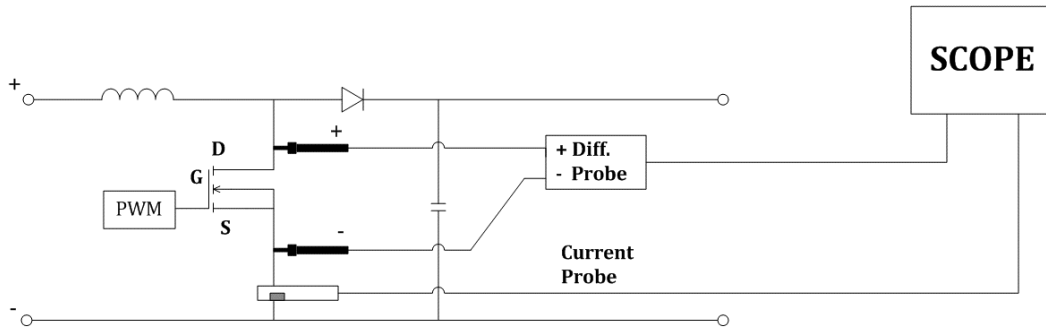 SCOPE
+
+
D
+ Diff.
- Probe
G
PWM
S
-
Current
Probe
-